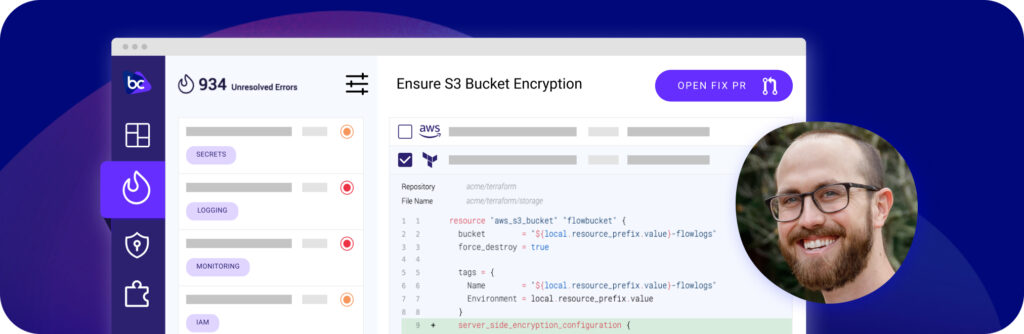 bc
934 Unresolved Errors
SECRETS
LOGGING
MONITORING
IAM
Ensure S3 Bucket Encryption
OPEN FIX PR
aws
Repository acme/terraform
File Name acme/terraform/storage
1 1 resource "aws_s3_bucket" "flowbucket" {
2 2 bucket = "${local.resource_prefix.value}-flowlogs"
3 3 force_destroy = true
4 4
5 5 tags = {
6 6 Name = "${local.resource_prefix.value}-flowlogs"
7 7 Environment = local.resource_prefix.value
8 8 }
9 + server_side_encryption_configuration {